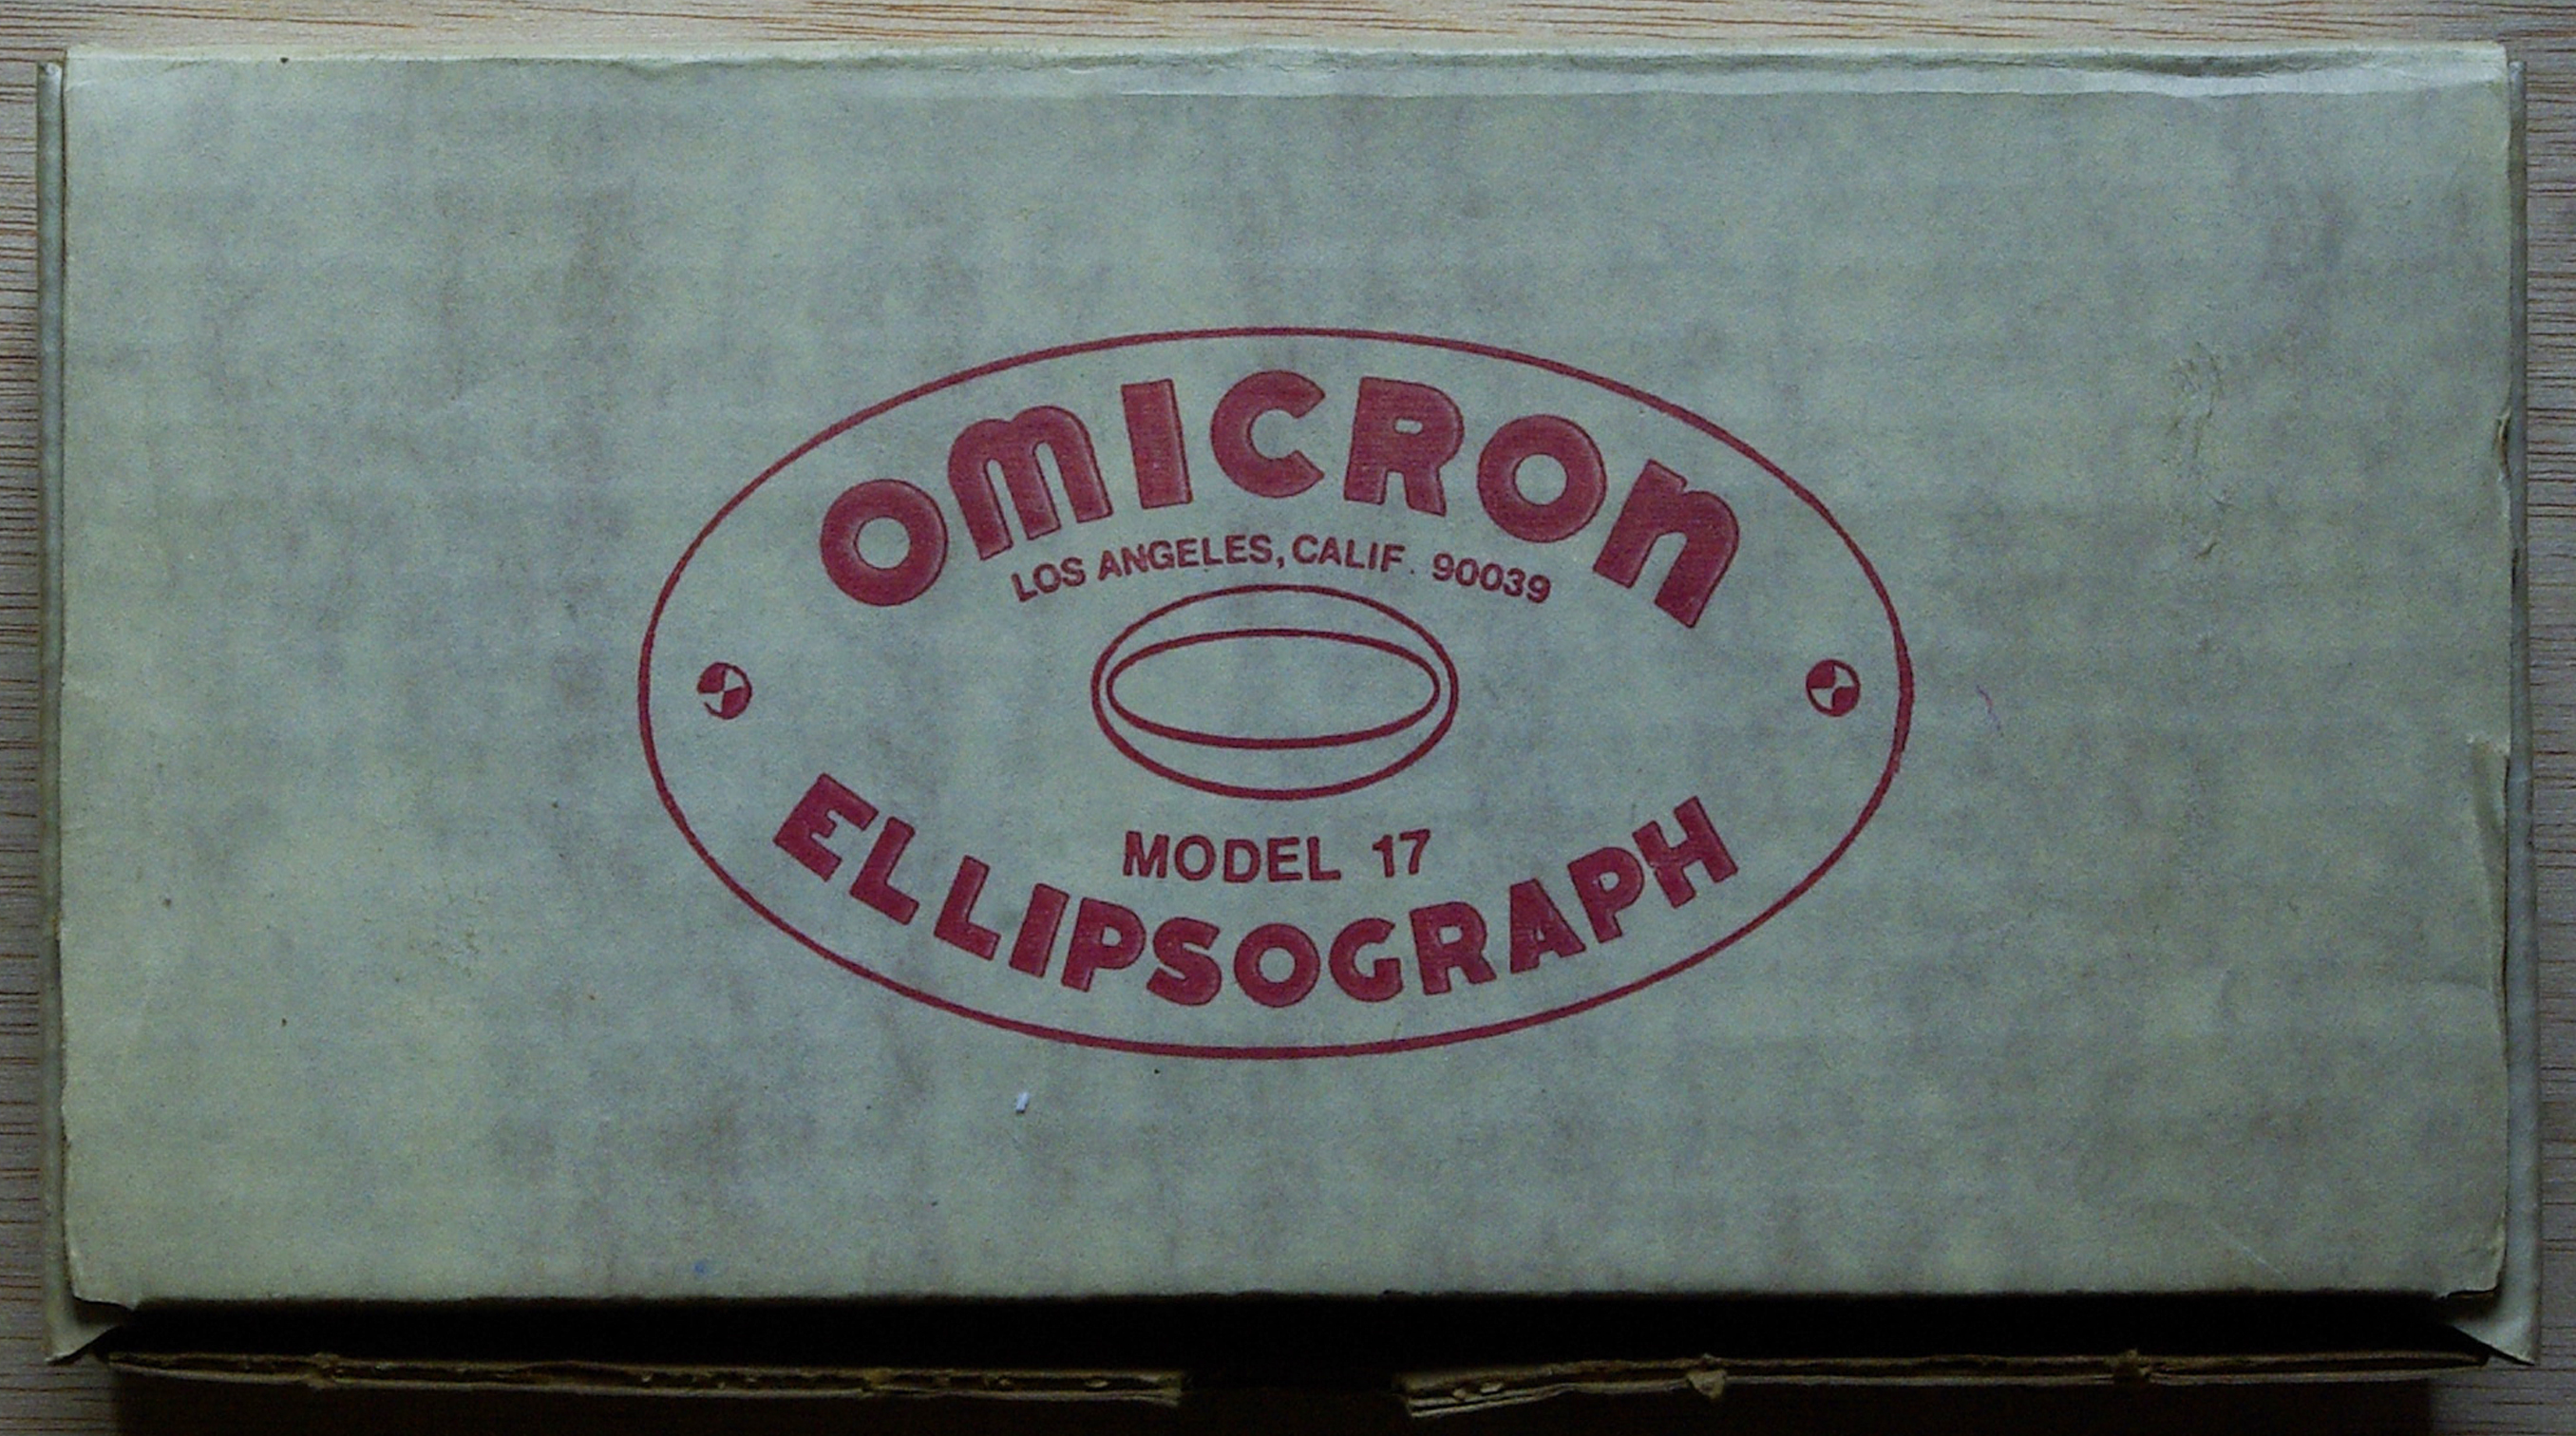 OMICRON
LOS ANGELES, CALIF. 90039
MODEL 17
ELLIPSOGRAPH